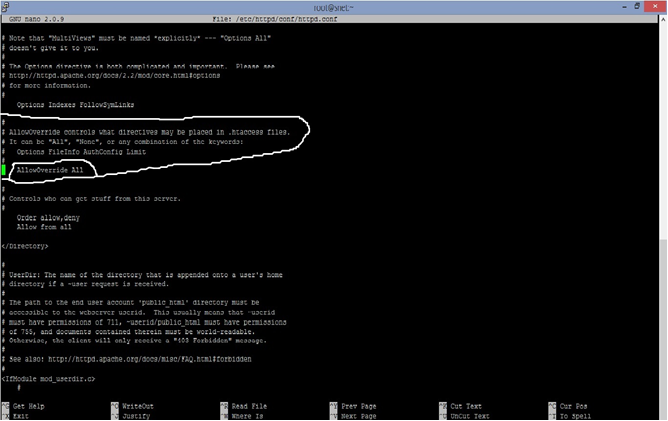 root@snet:~
GNU nano 2.0.9 File: /etc/httpd/conf/httpd.conf
# Note that "MultiViews" must be named *explicitly* --- "Options All"
# doesn't give it to you.
#
# The Options directive is both complicated and important. Please see
# http://httpd.apache.org/docs/2.2/mod/core.html#options
# for more information.
#
Options Indexes FollowSymLinks
#
# AllowOverride controls what directives may be placed in .htaccess files.
# It can be "All", "None", or any combination of the keywords:
# Options FileInfo AuthConfig Limit
#
AllowOverride All
#
# Controls who can get stuff from this server.
#
Order allow,deny
Allow from all
</Directory>
#
# UserDir: The name of the directory that is appended onto a user's home
# directory if a ~user request is received.
#
# The path to the end user account 'public_html' directory must be
# accessible to the webserver userid. This usually means that ~userid
# must have permissions of 711, ~userid/public_html must have permissions
# of 755, and documents contained therein must be world-readable.
# Otherwise, the client will only receive a "403 Forbidden" message.
#
# See also: http://httpd.apache.org/docs/misc/FAQ.html#forbidden
#
<IfModule mod_userdir.c>
#
^G Get Help ^O WriteOut ^R Read File ^Y Prev Page ^K Cut Text ^C Cur Pos
^X Exit ^J Justify ^W Where Is ^V Next Page ^U UnCut Text ^T To Spell